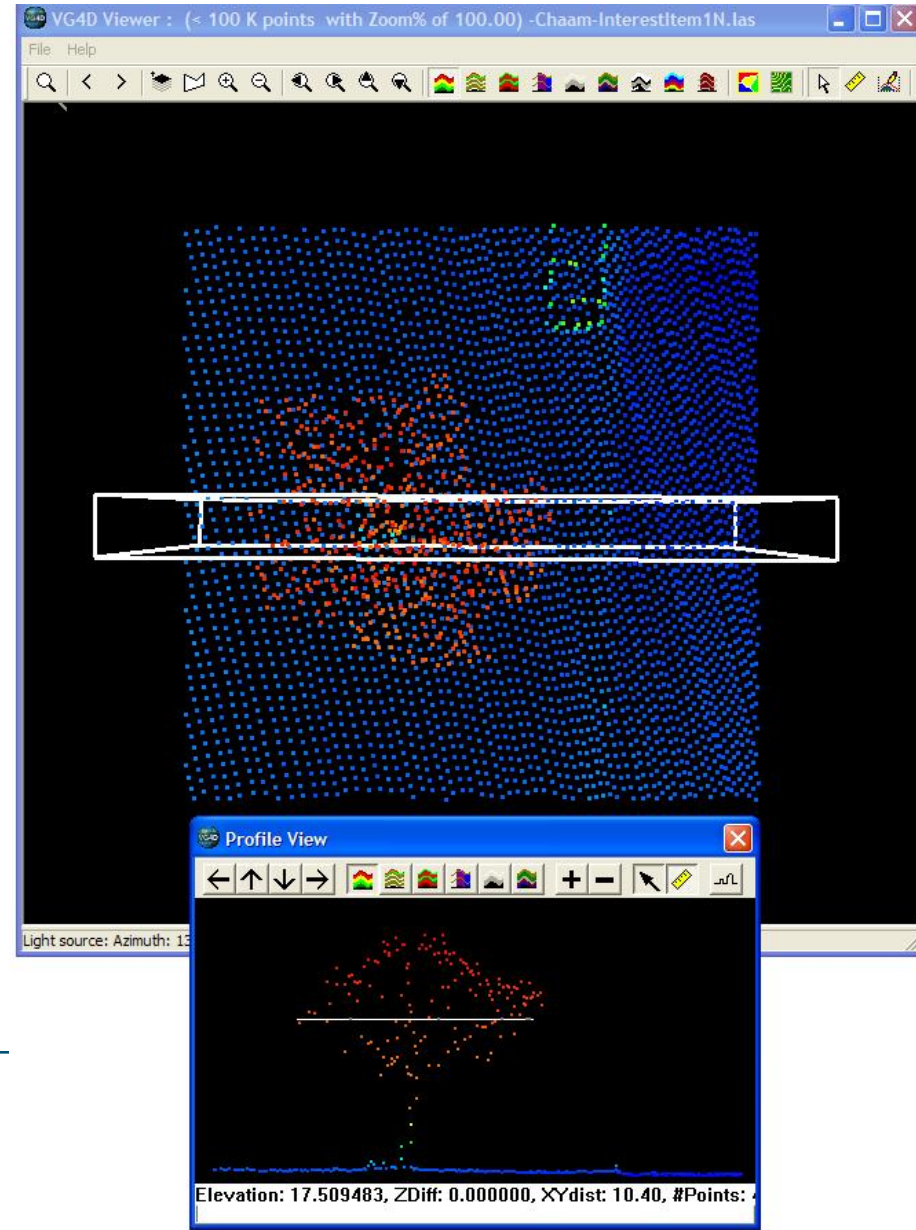 VG4D Viewer : (< 100 K points with Zoom% of 100.00) -Chaam-InterestItem1N.las
File Help
Profile View
Light source: Azimuth: 13
Elevation: 17.509483, ZDiff: 0.000000, XYdist: 10.40, #Points: